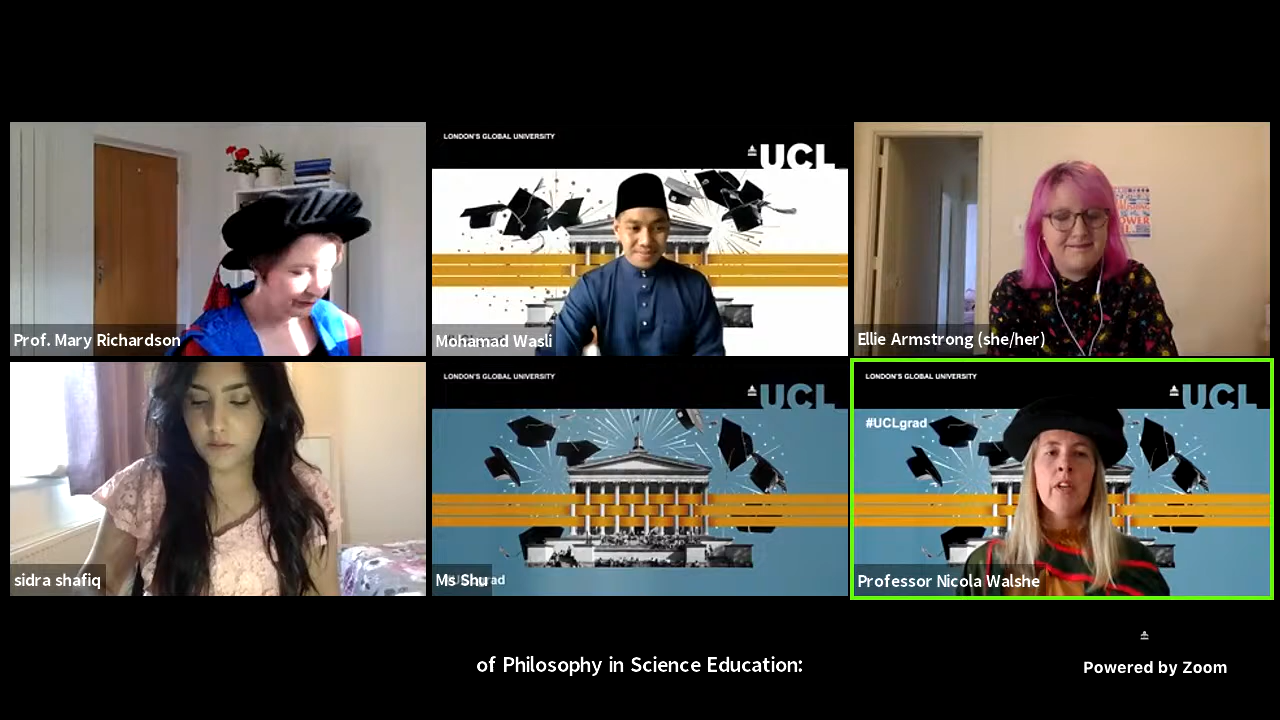 LONDON'S GLOBAL UNIVERSITY
UCL
Prof. Mary Richardson
Mohamad Wasli
Ellie Armstrong (she/her)
LONDON'S GLOBAL UNIVERSITY
UCL
LONDON'S GLOBAL UNIVERSITY
UCL
#UCLgrad
sidra shafiq
Ms Shu
grad
Professor Nicola Walshe
of Philosophy in Science Education:
Powered by Zoom